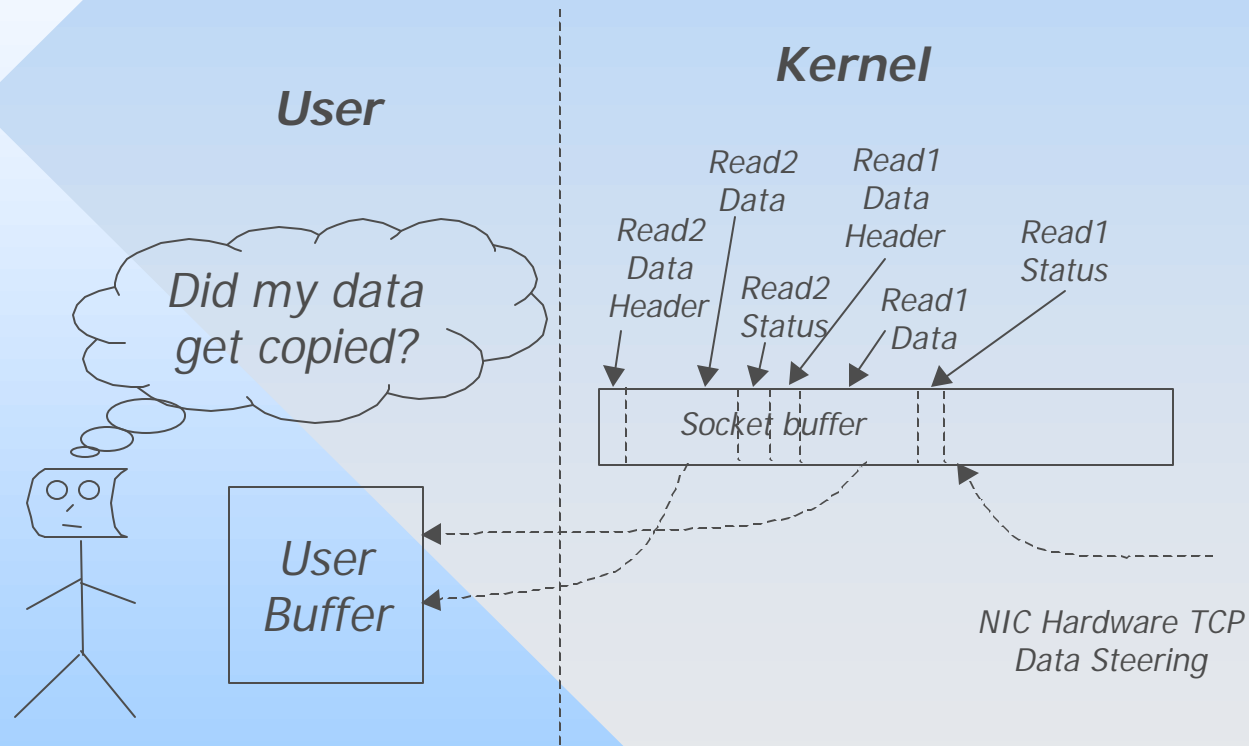 User
Kernel
Did my data
get copied?
Read2
Data
Header
Read2
Data
Read2
Status
Read1
Data
Header
Read1
Data
Read1
Status
Socket buffer
User
Buffer
NIC Hardware TCP
Data Steering